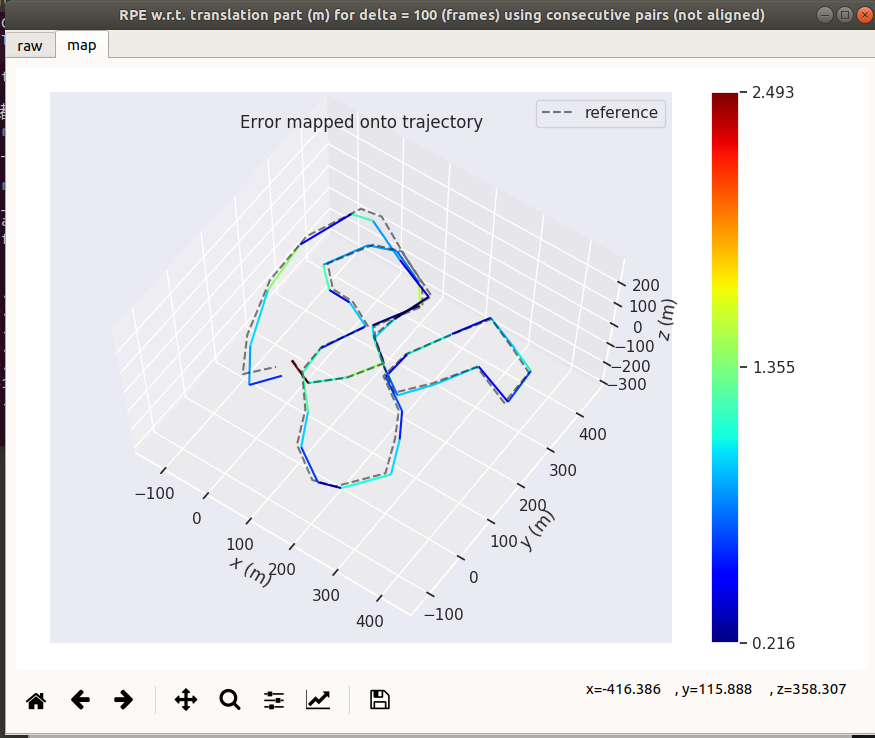 RPE w.r.t. translation part (m) for delta = 100 (frames) using consecutive pairs (not aligned)
raw
map
Error mapped onto trajectory
reference
2.493
1.355
0.216
200
100
0
−100
−200
−300
z (m)
400
300
200
100
0
−100
y (m)
−100
0
100
200
300
400
x (m)
x=-416.386 , y=115.888 , z=358.307